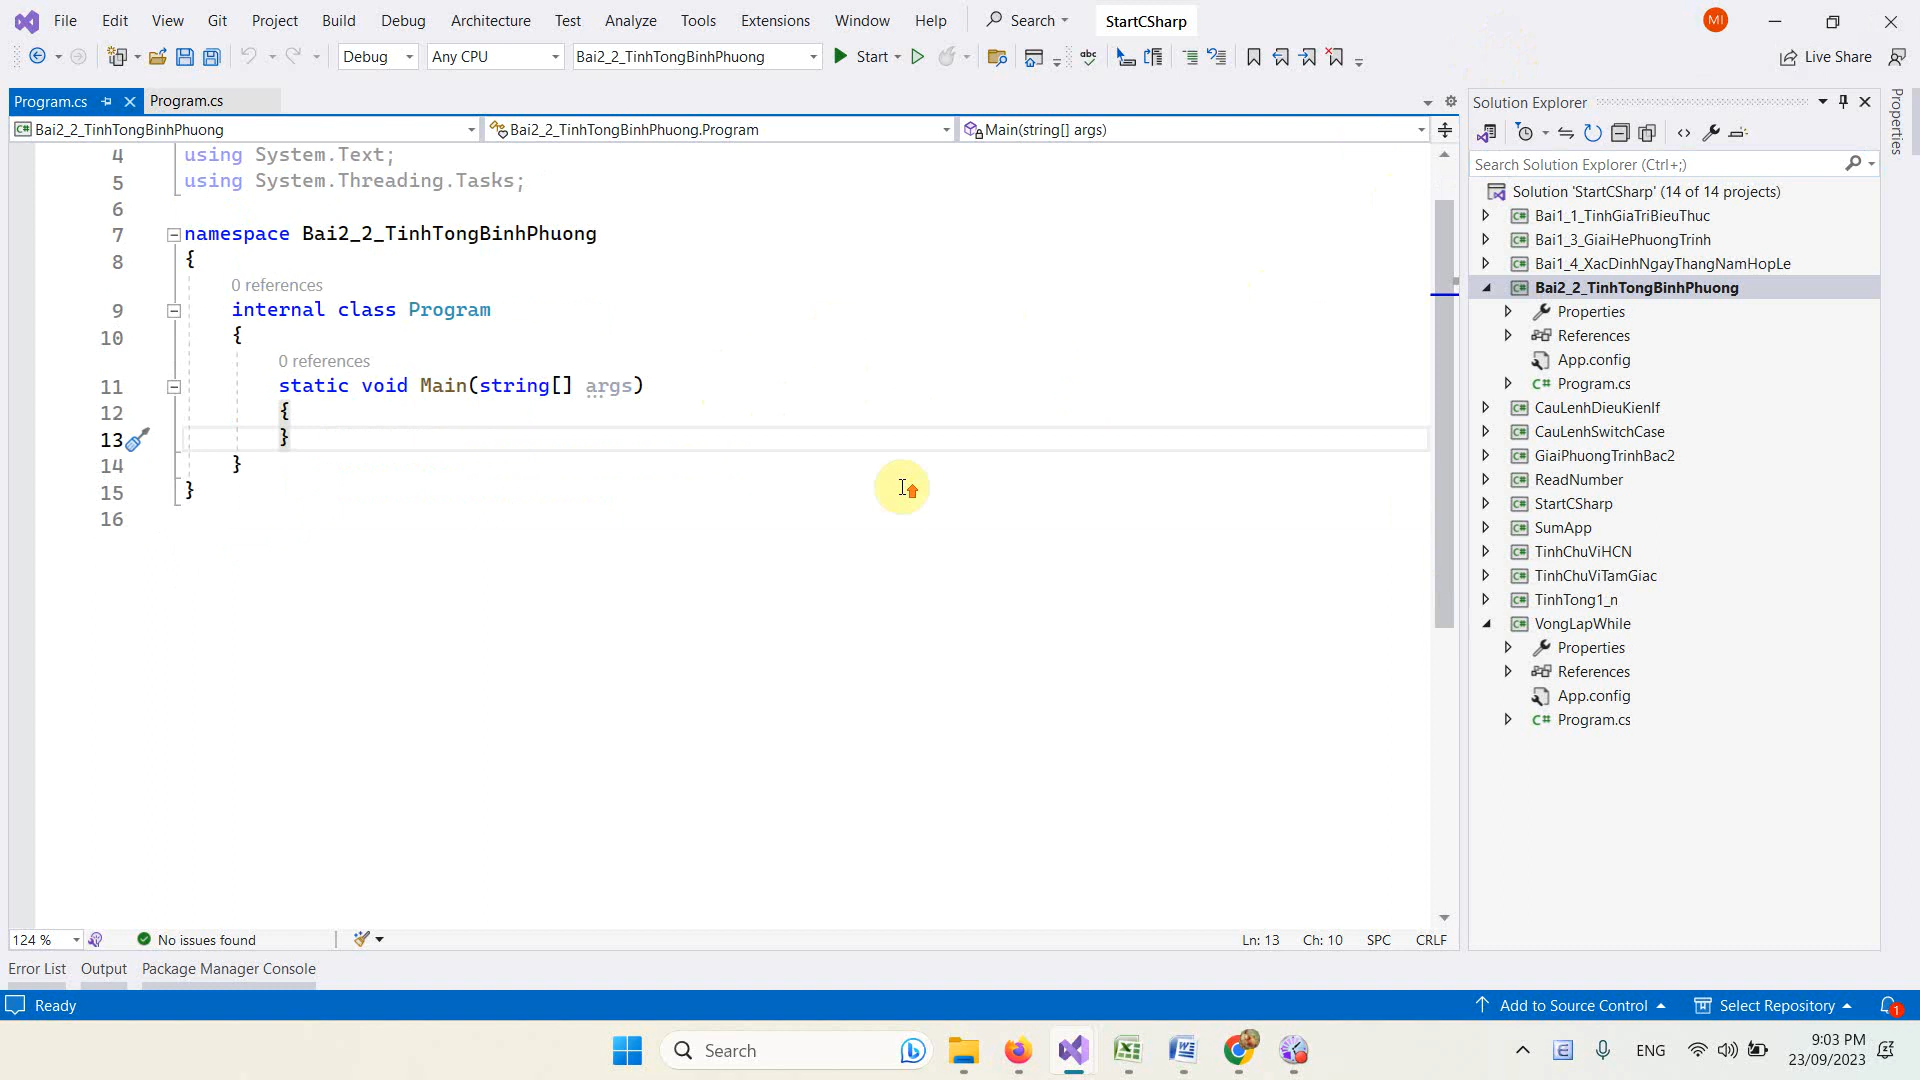 File Edit View Git Project Build Debug Architecture Test Analyze Tools Extensions Window Help Search StartCSharp MI
Debug Any CPU Bai2_2_TinhTongBinhPhuong Start abc Live Share
Program.cs Program.cs
Bai2_2_TinhTongBinhPhuong Bai2_2_TinhTongBinhPhuong.Program Main(string[] args)
4 using System.Text;
5 using System.Threading.Tasks;
6
7 namespace Bai2_2_TinhTongBinhPhuong
8 {
0 references
9 internal class Program
10 {
0 references
11 static void Main(string[] args)
12 {
13 }
14 }
15 }
16
124 % No issues found Ln: 13 Ch: 10 SPC CRLF
Error List Output Package Manager Console
Solution Explorer
Search Solution Explorer (Ctrl+;)
Solution 'StartCSharp' (14 of 14 projects)
Bai1_1_TinhGiaTriBieuThuc
Bai1_3_GiaiHePhuongTrinh
Bai1_4_XacDinhNgayThangNamHopLe
Bai2_2_TinhTongBinhPhuong
Properties
References
App.config
C# Program.cs
CauLenhDieuKienIf
CauLenhSwitchCase
GiaiPhuongTrinhBac2
ReadNumber
StartCSharp
SumApp
TinhChuViHCN
TinhChuViTamGiac
TinhTong1_n
VongLapWhile
Properties
References
App.config
C# Program.cs
Properties
Ready Add to Source Control Select Repository 1
Search ENG 9:03 PM
23/09/2023